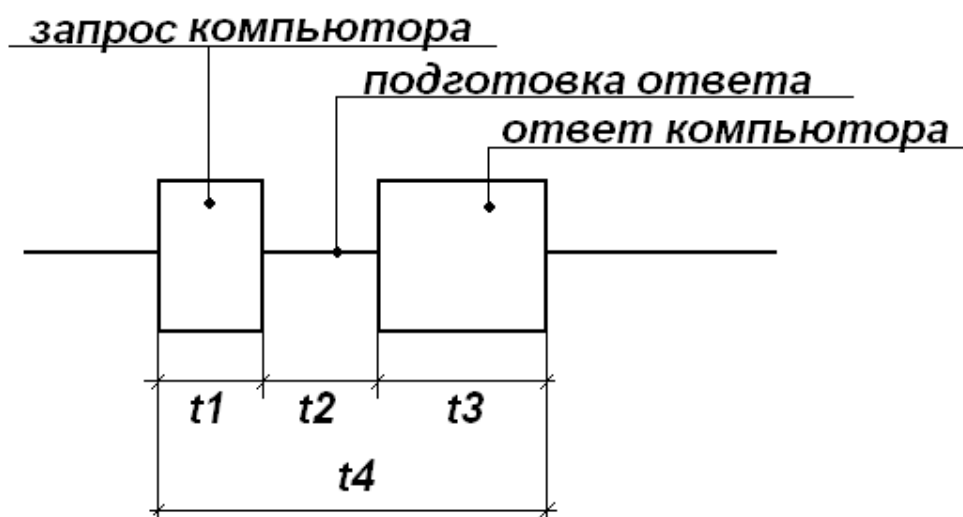 запрос компьютора
подготовка ответа
ответ компьютора
t1 t2 t3
t4